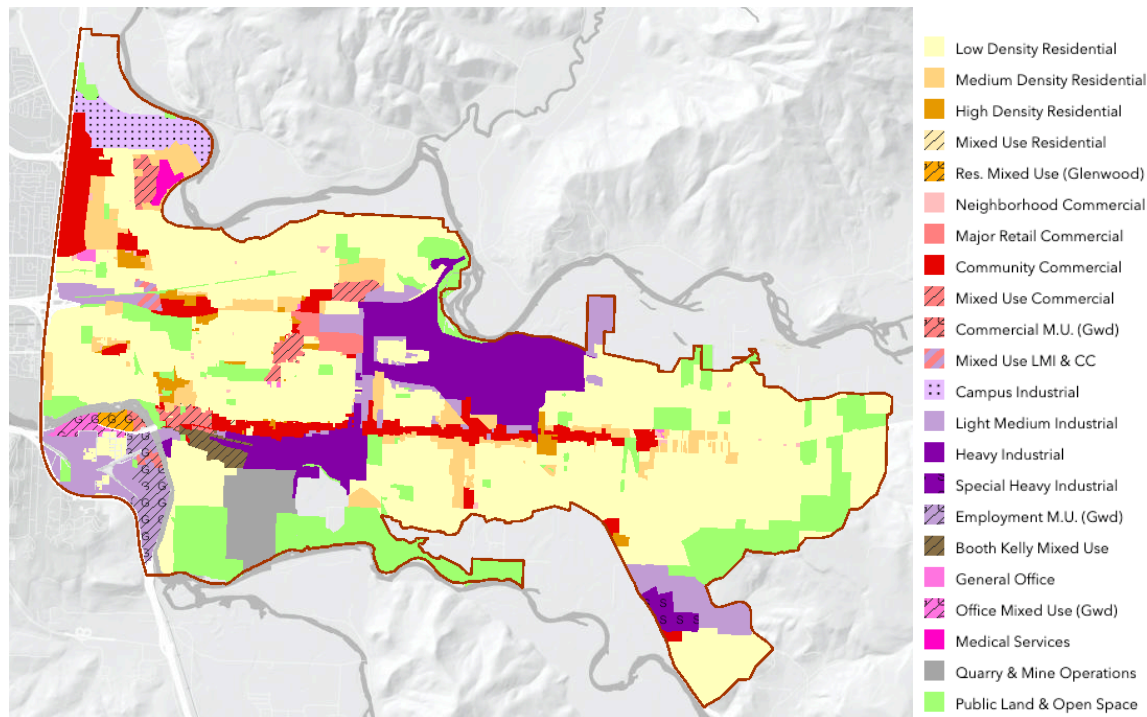 Low Density Residential
Medium Density Residential
High Density Residential
Mixed Use Residential
Res. Mixed Use (Glenwood)
Neighborhood Commercial
Major Retail Commercial
Community Commercial
Mixed Use Commercial
Commercial M.U. (Gwd)
Mixed Use LMI & CC
Campus Industrial
Light Medium Industrial
Heavy Industrial
Special Heavy Industrial
Employment M.U. (Gwd)
Booth Kelly Mixed Use
General Office
Office Mixed Use (Gwd)
Medical Services
Quarry & Mine Operations
Public Land & Open Space